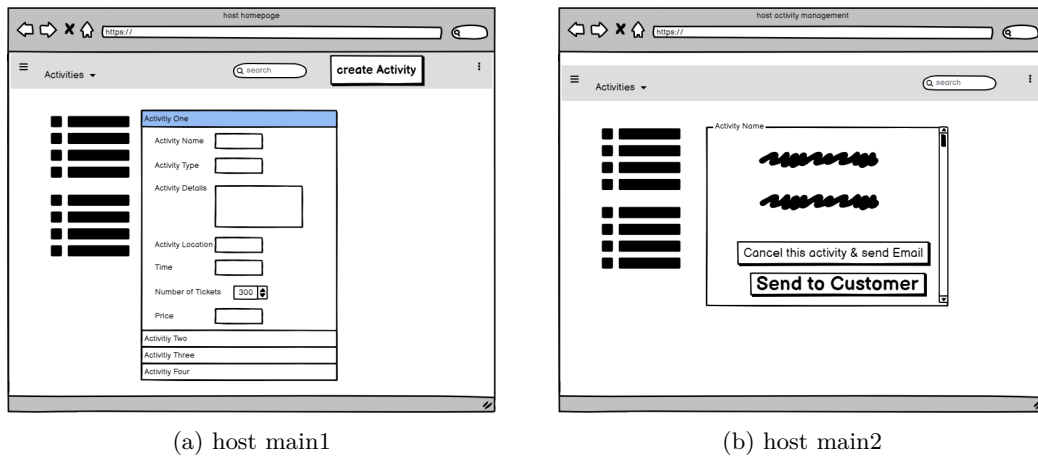 host homepage
https://
Activities
search
create Activity
Activitiy One
Activity Name
Activity Type
Activity Details
Activity Location
Time
Number of Tickets
300
Price
Activitiy Two
Activitiy Three
Activitiy Four
(a) host main1
host activity management
https://
Activities
search
Activity Name
Cancel this activity & send Email
Send to Customer
(b) host main2